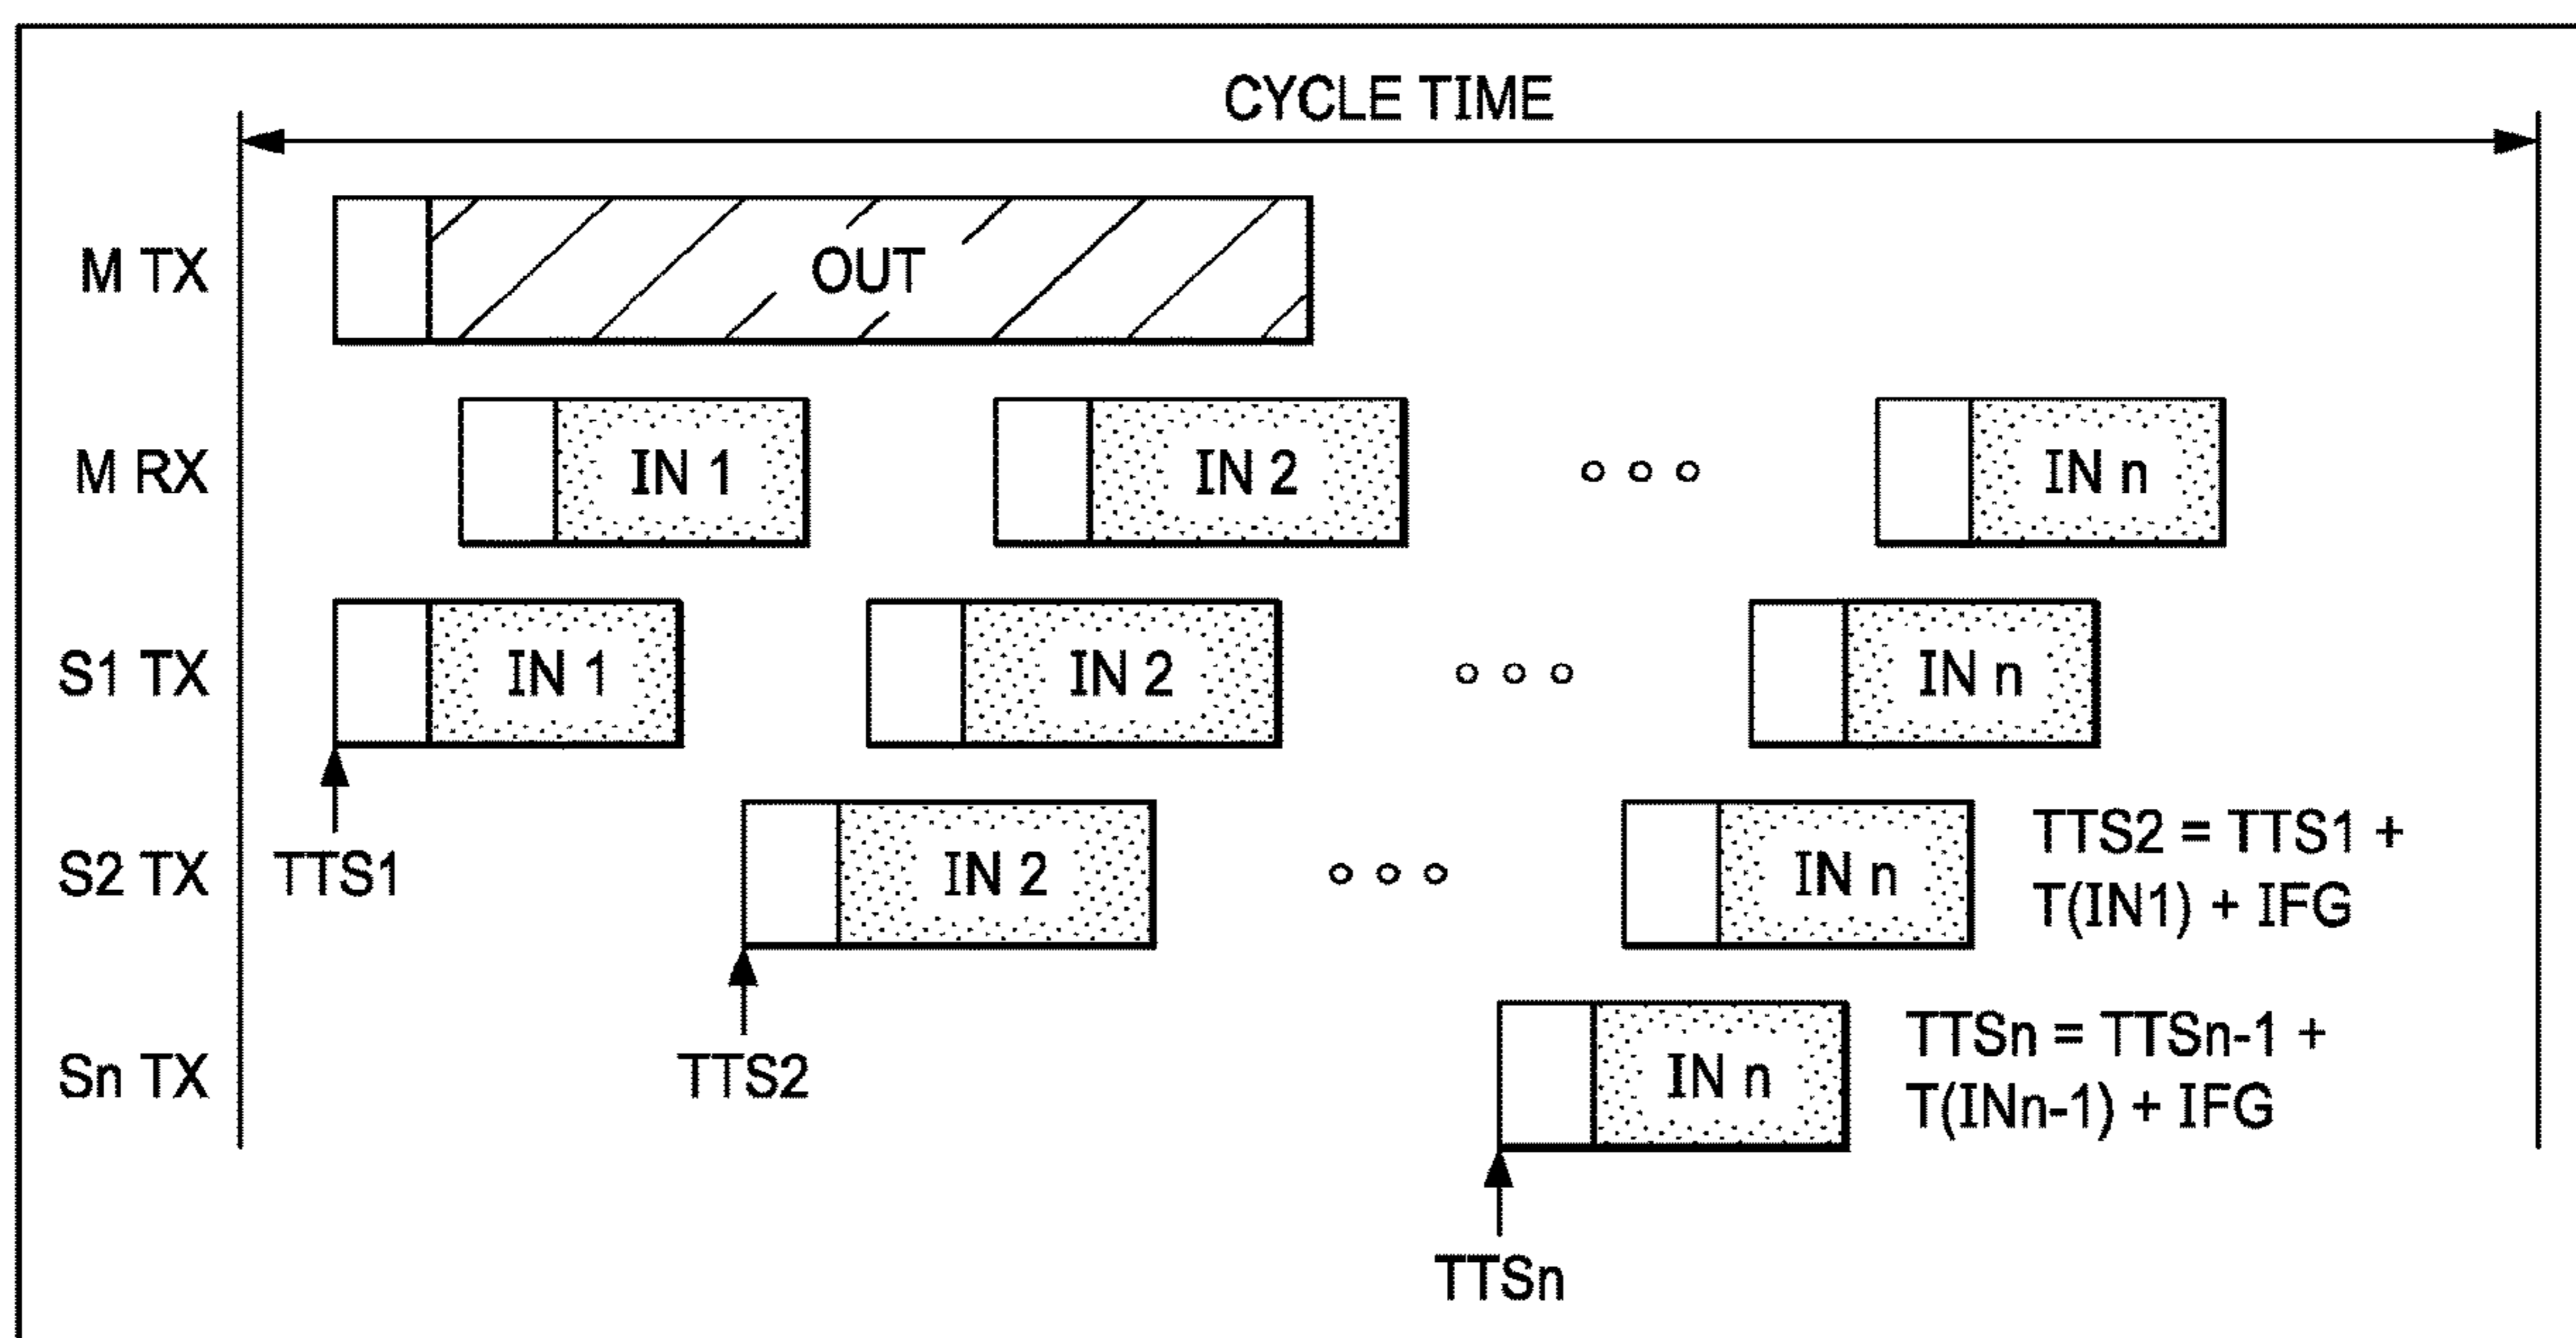 CYCLE TIME
M TX
OUT
M RX
IN 1
IN 2
IN n
S1 TX
IN 1
IN 2
IN n
TTS1
S2 TX
IN 2
IN n
TTS2 = TTS1 +
T(IN1) + IFG
TTS2
Sn TX
IN n
TTSn = TTSn-1 +
T(INn-1) + IFG
TTSn